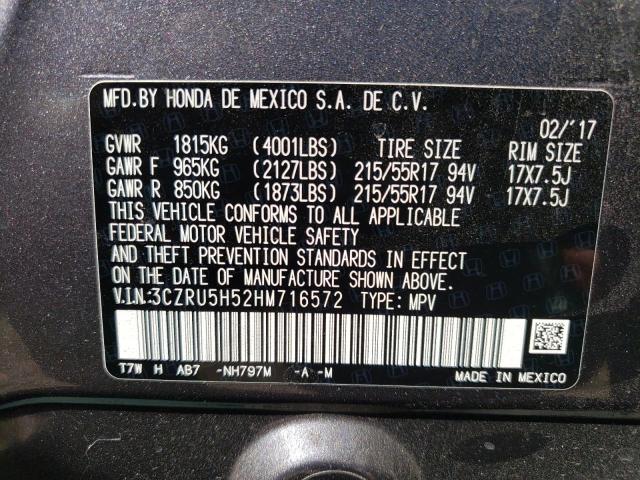 MFD.BY HONDA DE MEXICO S.A. DE C.V.
02/'17
GVWR 1815KG (4001LBS) TIRE SIZE RIM SIZE
GAWR F 965KG (2127LBS) 215/55R17 94V 17X7.5J
GAWR R 850KG (1873LBS) 215/55R17 94V 17X7.5J
THIS VEHICLE CONFORMS TO ALL APPLICABLE
FEDERAL MOTOR VEHICLE SAFETY
AND THEFT PREVENTION STANDARDS IN EFFECT
ON THE DATE OF MANUFACTURE SHOWN ABOVE.
V.I.N:3CZRU5H52HM716572 TYPE: MPV
T7W H AB7 -NH797M -A -M MADE IN MEXICO